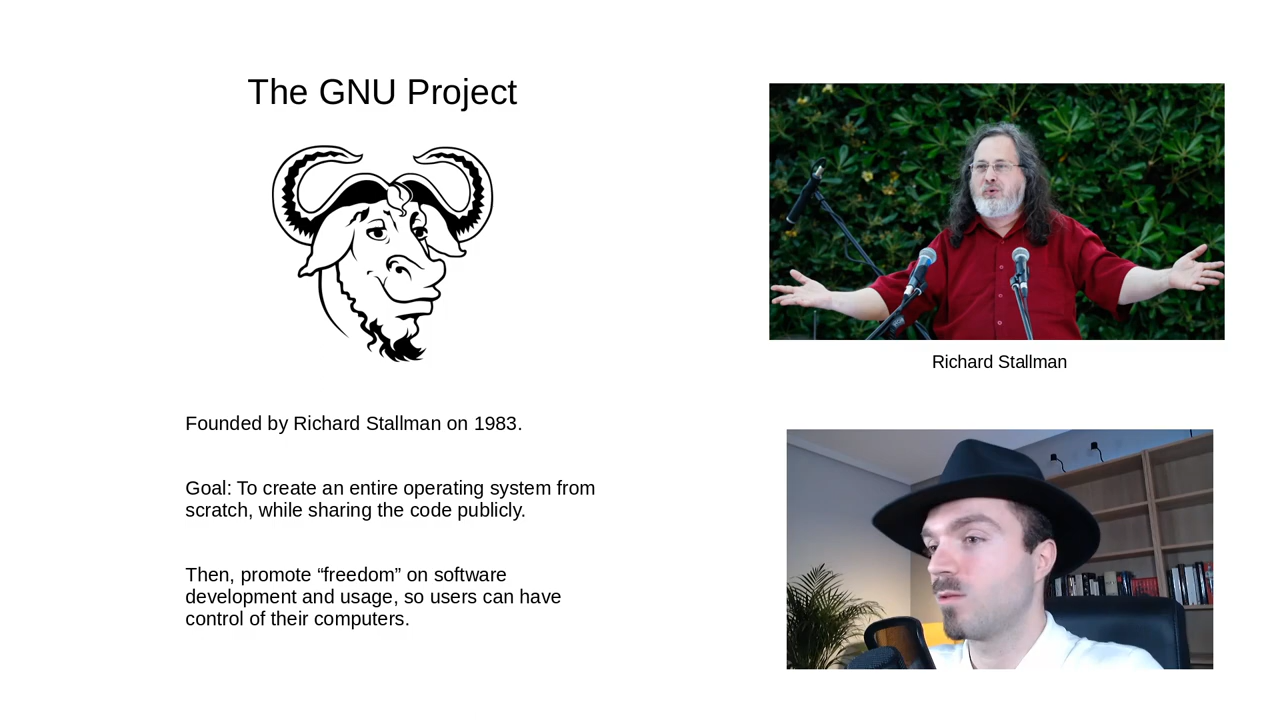 The GNU Project
Richard Stallman
Founded by Richard Stallman on 1983.
Goal: To create an entire operating system from
scratch, while sharing the code publicly.
Then, promote “freedom” on software
development and usage, so users can have
control of their computers.